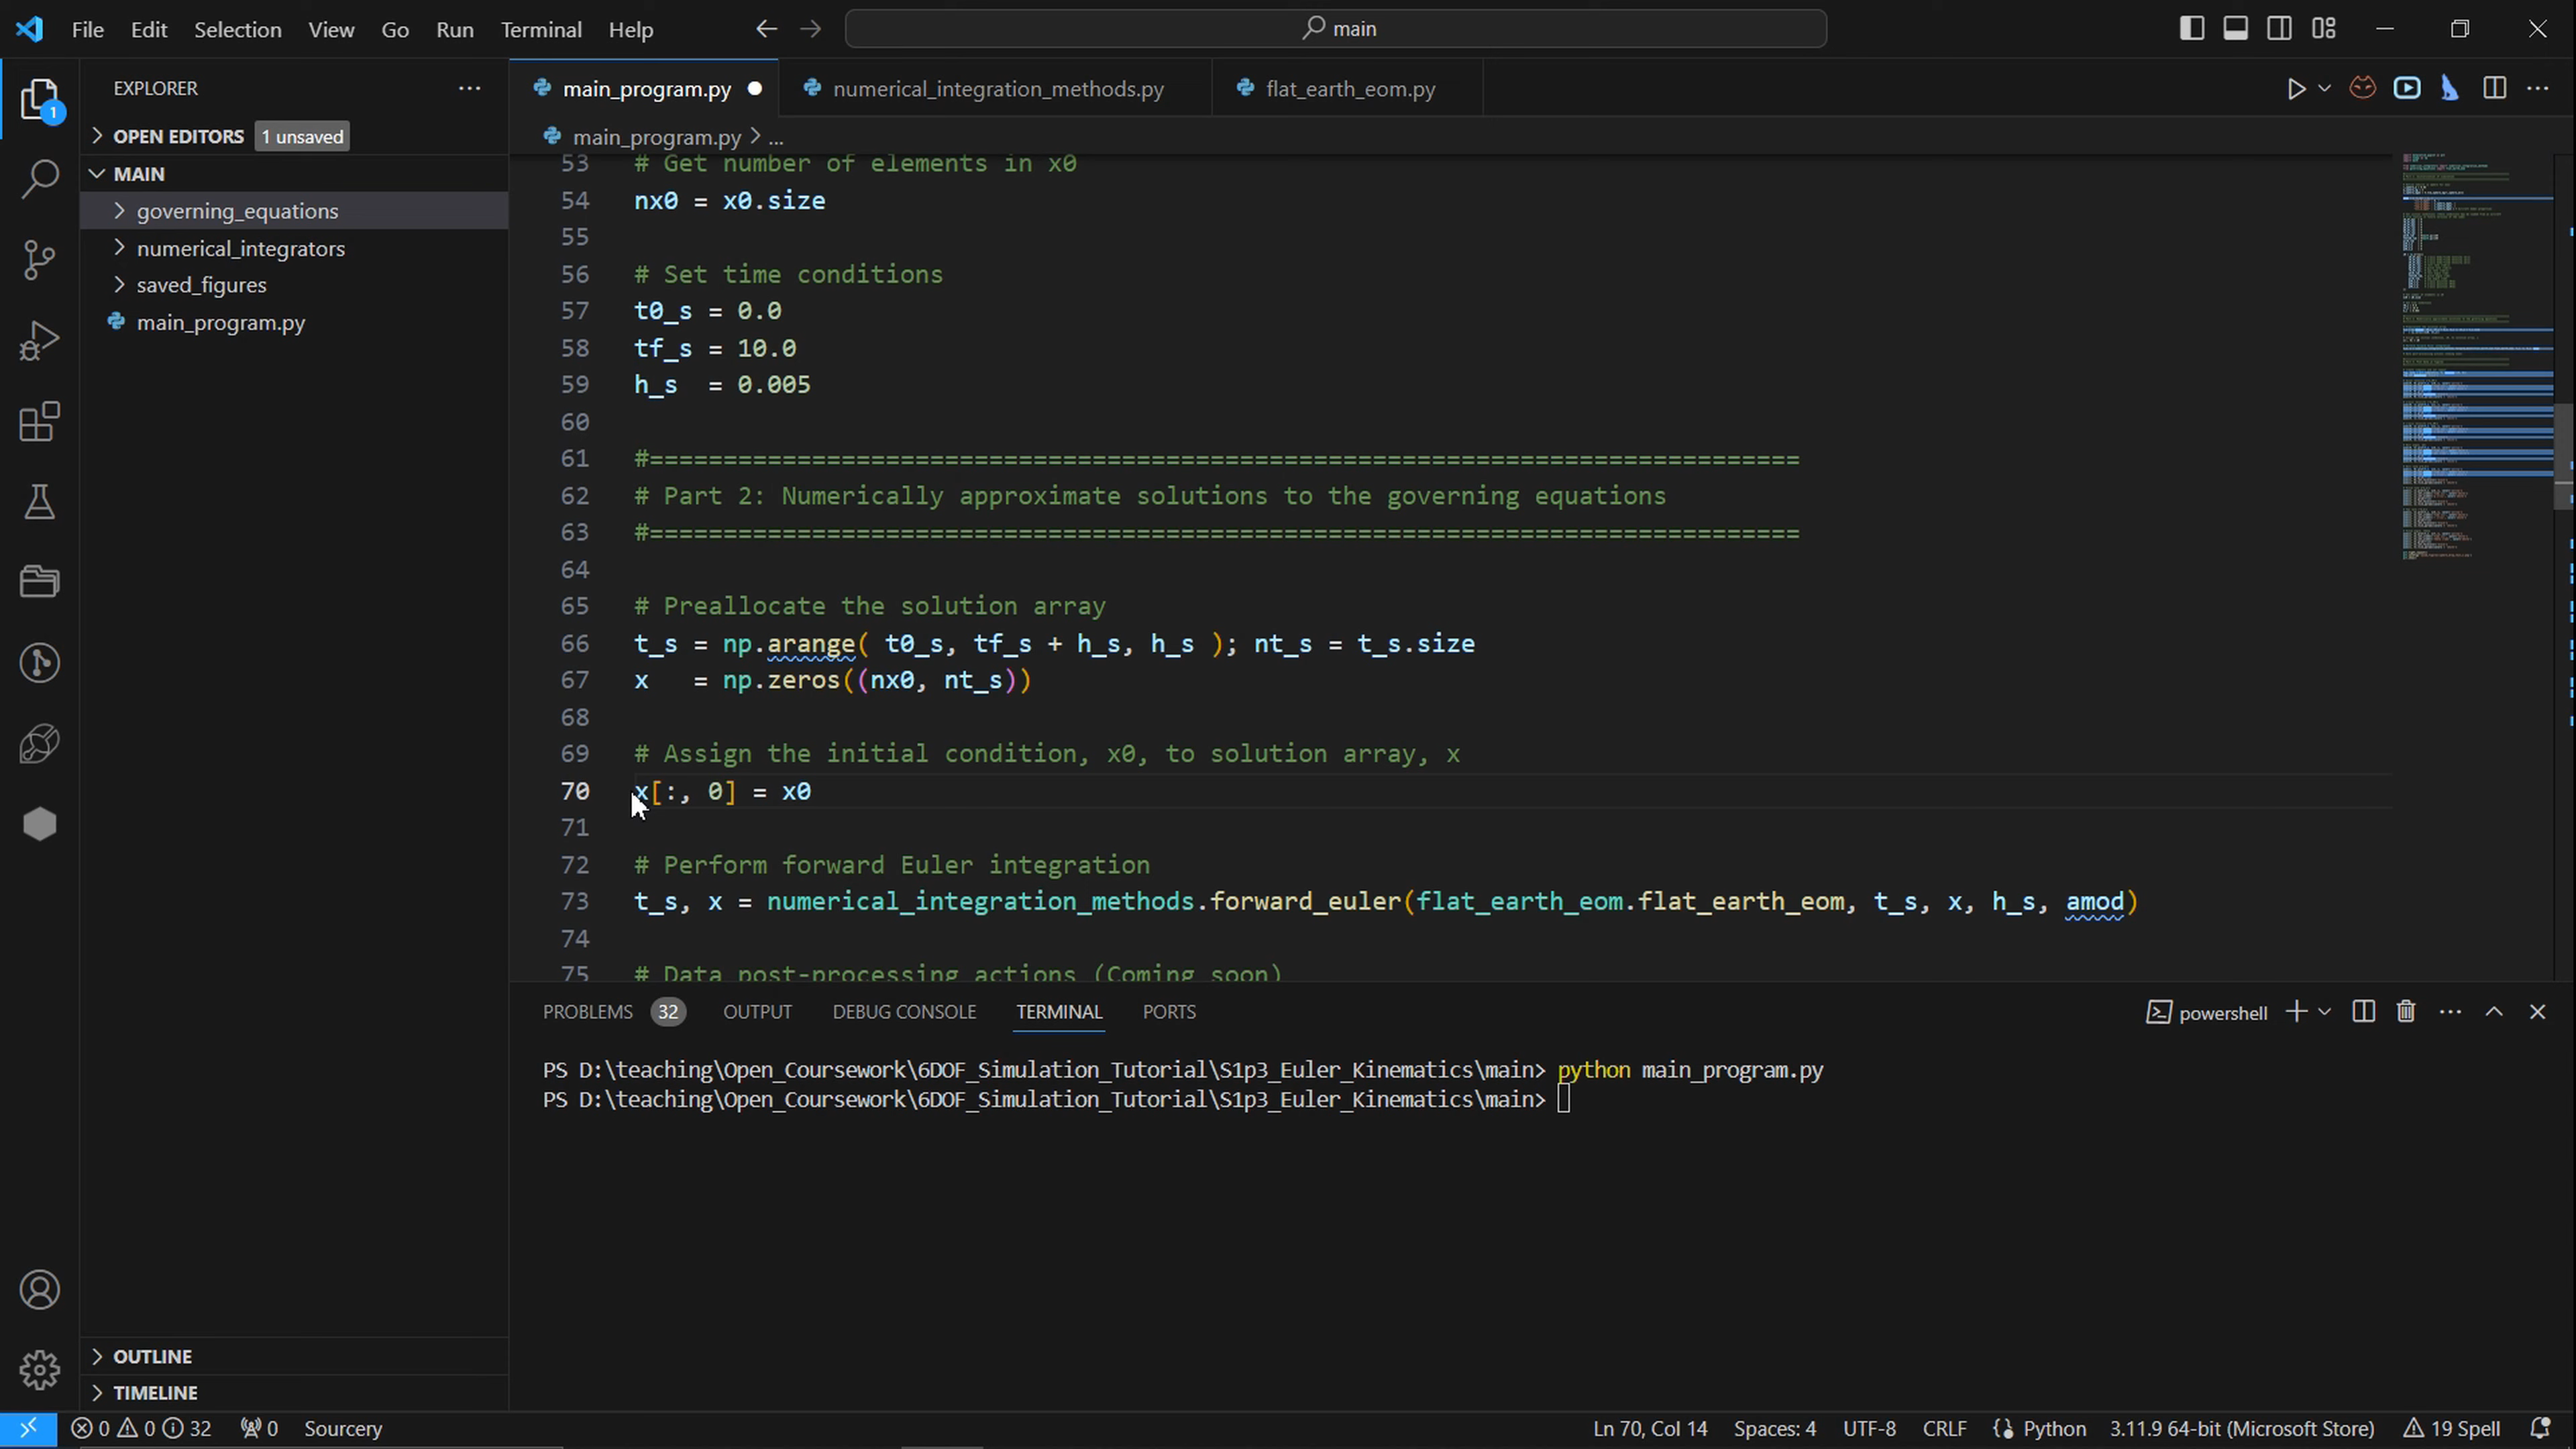 File Edit Selection View Go Run Terminal Help
main
EXPLORER
OPEN EDITORS 1 unsaved
MAIN
governing_equations
numerical_integrators
saved_figures
main_program.py
OUTLINE
TIMELINE
main_program.py numerical_integration_methods.py flat_earth_eom.py
main_program.py > ...
53 # Get number of elements in x0
54 nx0 = x0.size
55
56 # Set time conditions
57 t0_s = 0.0
58 tf_s = 10.0
59 h_s  = 0.005
60
61 #==============================================================================
62 # Part 2: Numerically approximate solutions to the governing equations
63 #==============================================================================
64
65 # Preallocate the solution array
66 t_s = np.arange( t0_s, tf_s + h_s, h_s ); nt_s = t_s.size
67 x   = np.zeros((nx0, nt_s))
68
69 # Assign the initial condition, x0, to solution array, x
70 x[:, 0] = x0
71
72 # Perform forward Euler integration
73 t_s, x = numerical_integration_methods.forward_euler(flat_earth_eom.flat_earth_eom, t_s, x, h_s, amod)
74
75 # Data post-processing actions (Coming soon)
PROBLEMS 32 OUTPUT DEBUG CONSOLE TERMINAL PORTS
powershell
PS D:\teaching\Open_Coursework\6DOF_Simulation_Tutorial\S1p3_Euler_Kinematics\main> python main_program.py
PS D:\teaching\Open_Coursework\6DOF_Simulation_Tutorial\S1p3_Euler_Kinematics\main>
0 0 32 0 Sourcery
Ln 70, Col 14 Spaces: 4 UTF-8 CRLF Python 3.11.9 64-bit (Microsoft Store) 19 Spell